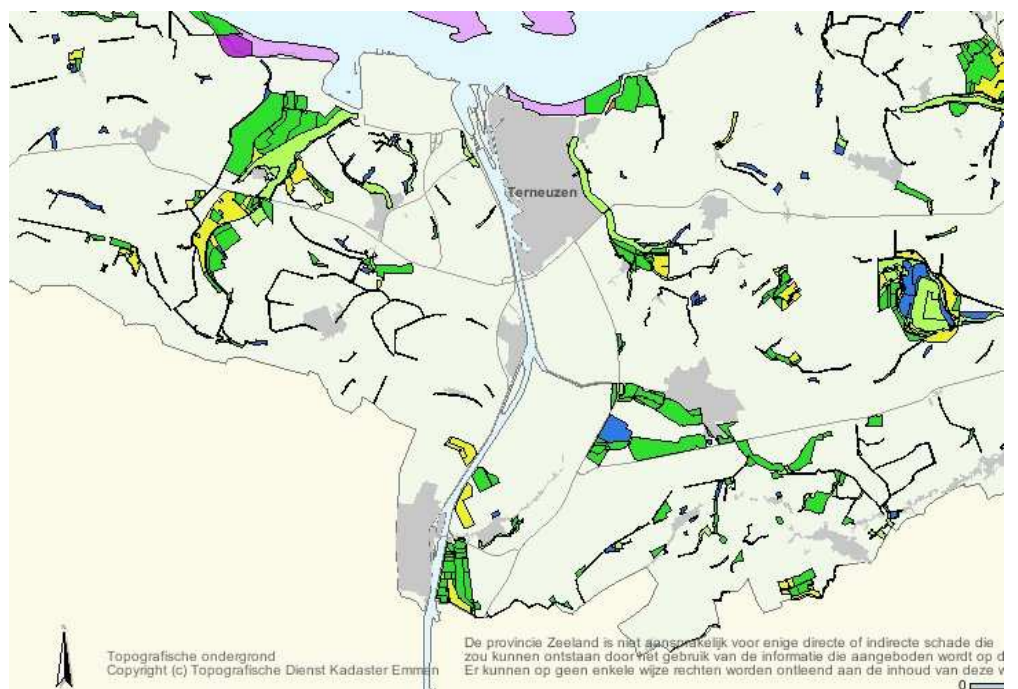 Terneuzen
Topografische ondergrond
Copyright (c) Topografische Dienst Kadaster Emmen
De provincie Zeeland is niet aansprakelijk voor enige directe of indirecte schade die
zou kunnen ontstaan door het gebruik van de informatie die aangeboden wordt op d
Er kunnen op geen enkele wijze rechten worden ontleend aan de inhoud van deze w
0